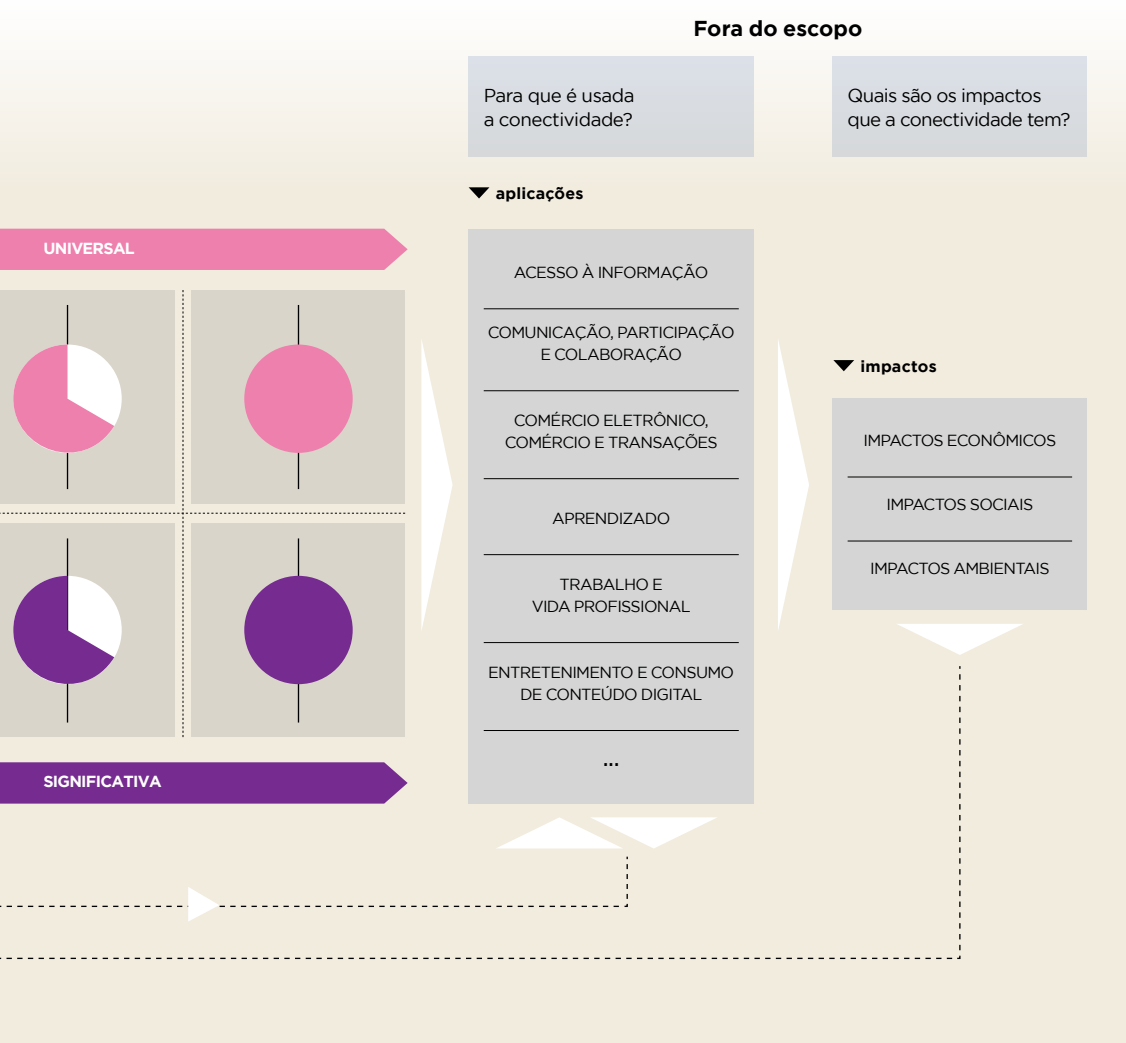 Fora do escopo
Para que é usada
a conectividade?
Quais são os impactos
que a conectividade tem?
aplicações
UNIVERSAL
ACESSO À INFORMAÇÃO
COMUNICAÇÃO, PARTICIPAÇÃO
E COLABORAÇÃO
COMÉRCIO ELETRÔNICO,
COMÉRCIO E TRANSAÇÕES
APRENDIZADO
TRABALHO E
VIDA PROFISSIONAL
ENTRETENIMENTO E CONSUMO
DE CONTEÚDO DIGITAL
...
impactos
IMPACTOS ECONÔMICOS
IMPACTOS SOCIAIS
IMPACTOS AMBIENTAIS
SIGNIFICATIVA